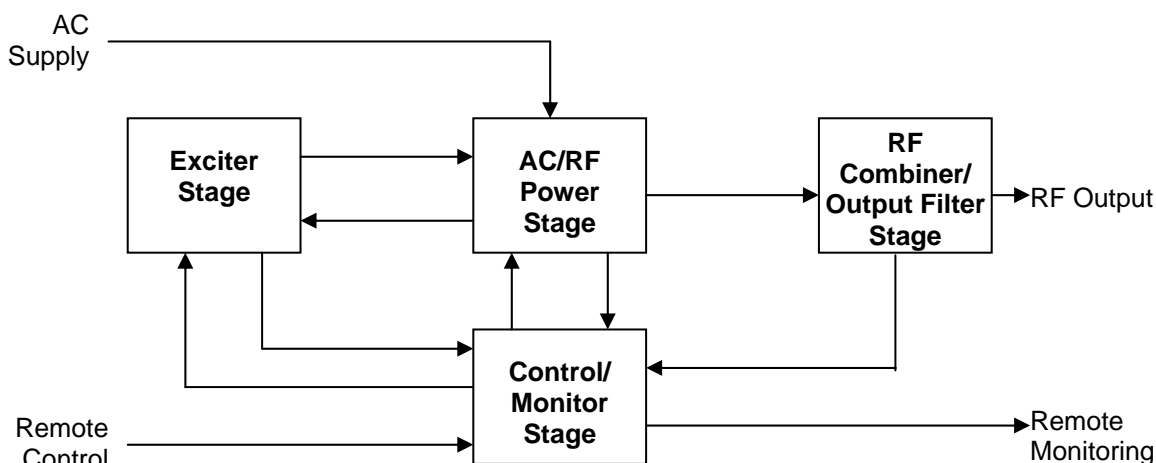 AC
Supply
Exciter
Stage
AC/RF
Power
Stage
RF
Combiner/
Output Filter
Stage
RF Output
Control/
Monitor
Stage
Remote
Control
Remote
Monitoring